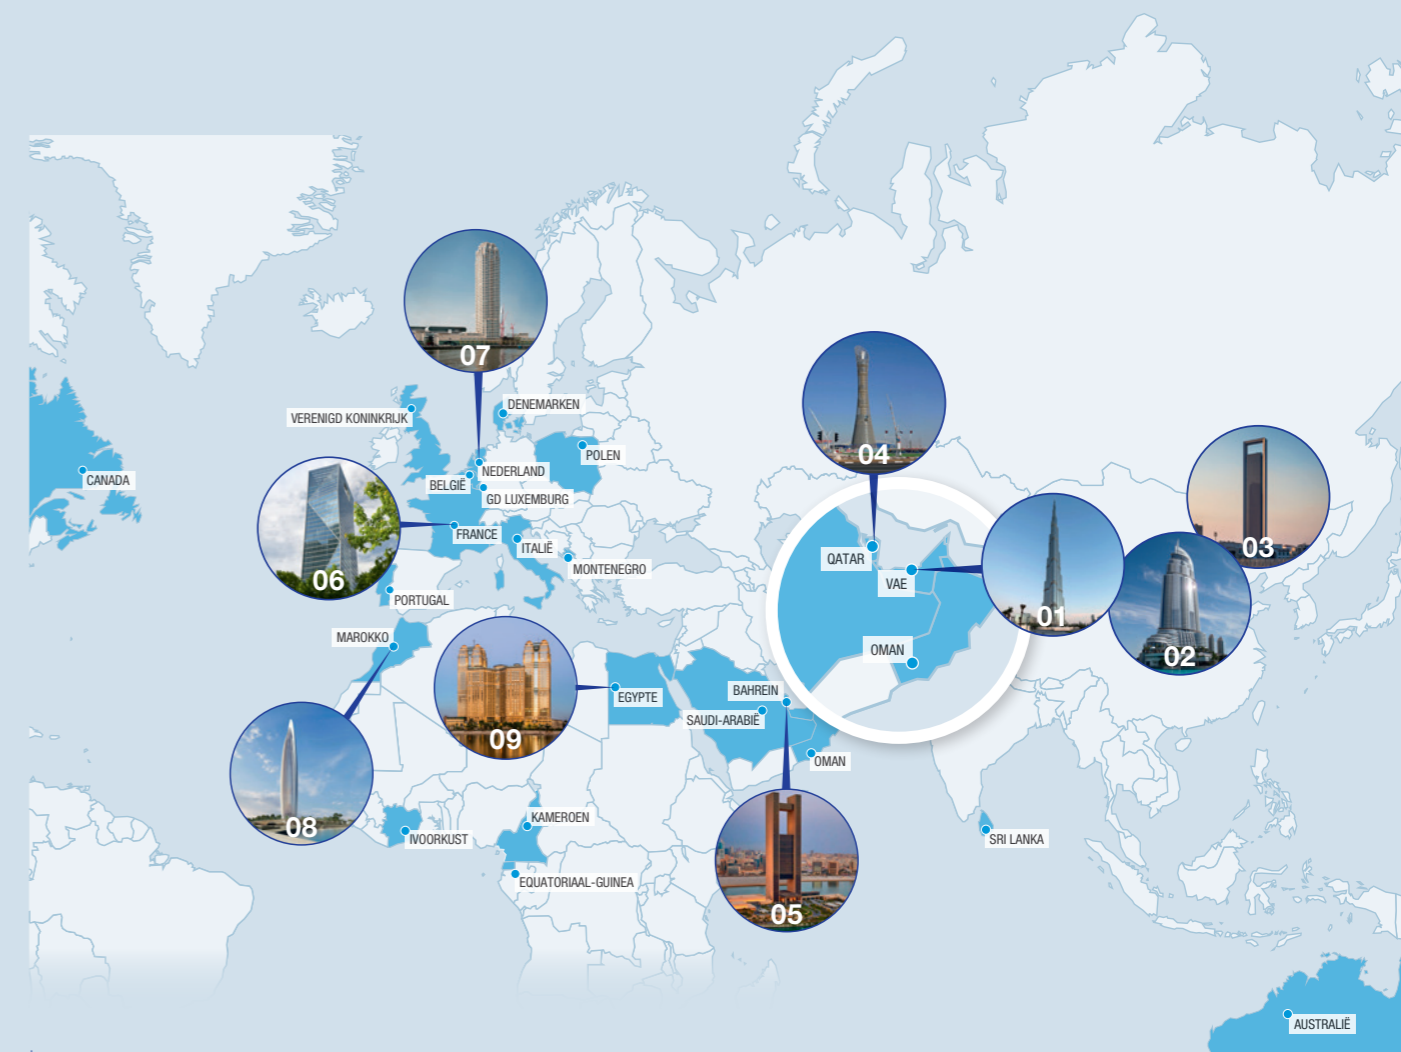 07
DENEMARKEN
VERENIGD KONINKRIJK
04
POLEN
NEDERLAND
CANADA
BELGIË
GD LUXEMBURG
03
FRANCE
ITALIË
QATAR
MONTENEGRO
06
VAE
PORTUGAL
01
MAROKKO
OMAN
02
BAHREIN
EGYPTE
SAUDI-ARABIË
09
OMAN
KAMEROEN
08
IVOORKUST
SRI LANKA
EQUATORIAAL-GUINEA
05
AUSTRALIË